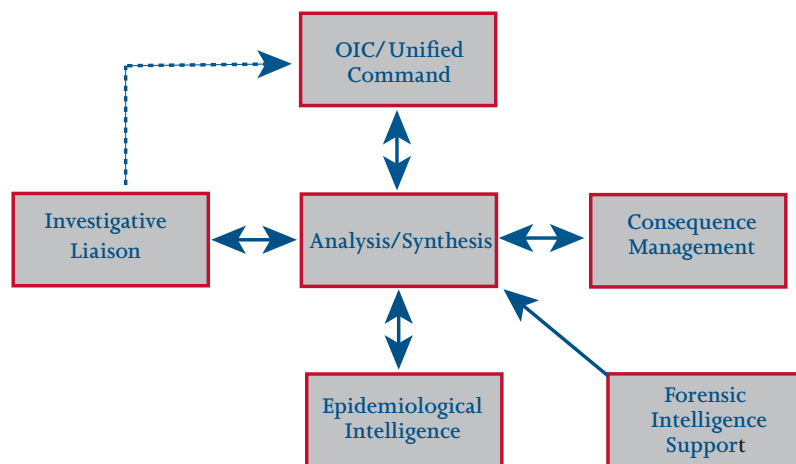 OIC/Unified
Command
Investigative
Liaison
Analysis/Synthesis
Consequence
Management
Epidemiological
Intelligence
Forensic
Intelligence
Support